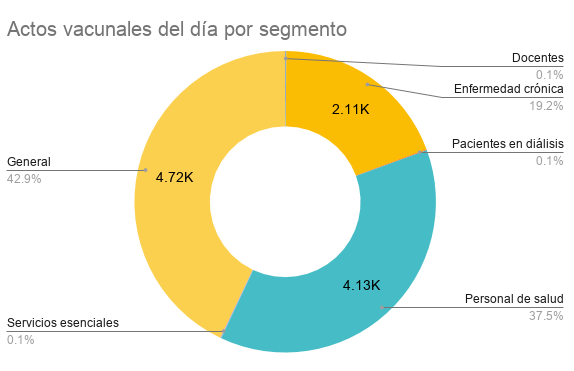 Actos vacunales del día por segmento
Docentes
0.1%
Enfermedad crónica
19.2%
2.11K
Pacientes en diálisis
0.1%
General
42.9%
4.72K
4.13K
Personal de salud
37.5%
Servicios esenciales
0.1%